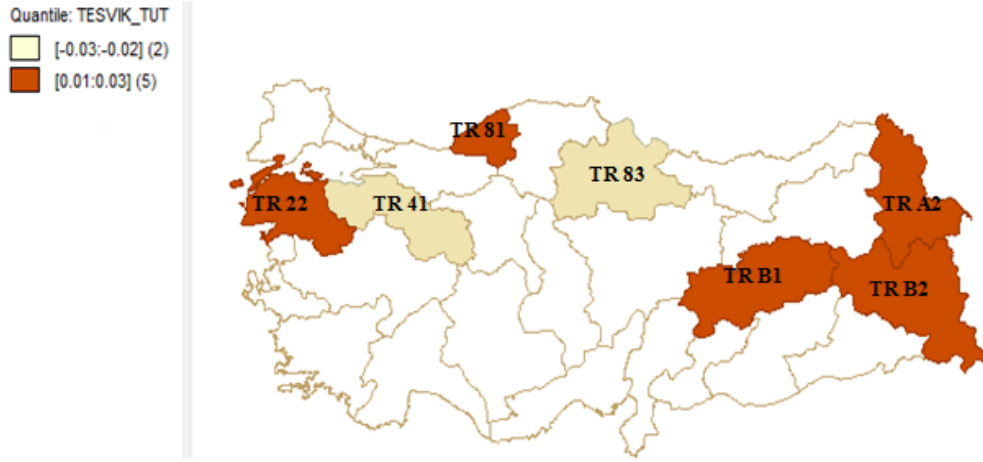 Quantile: TESVIK_TUT
[-0.03:-0.02] (2)
[0.01:0.03] (5)
TR 81
TR 83
TR 22
TR 41
TR A2
TR B1
TR B2